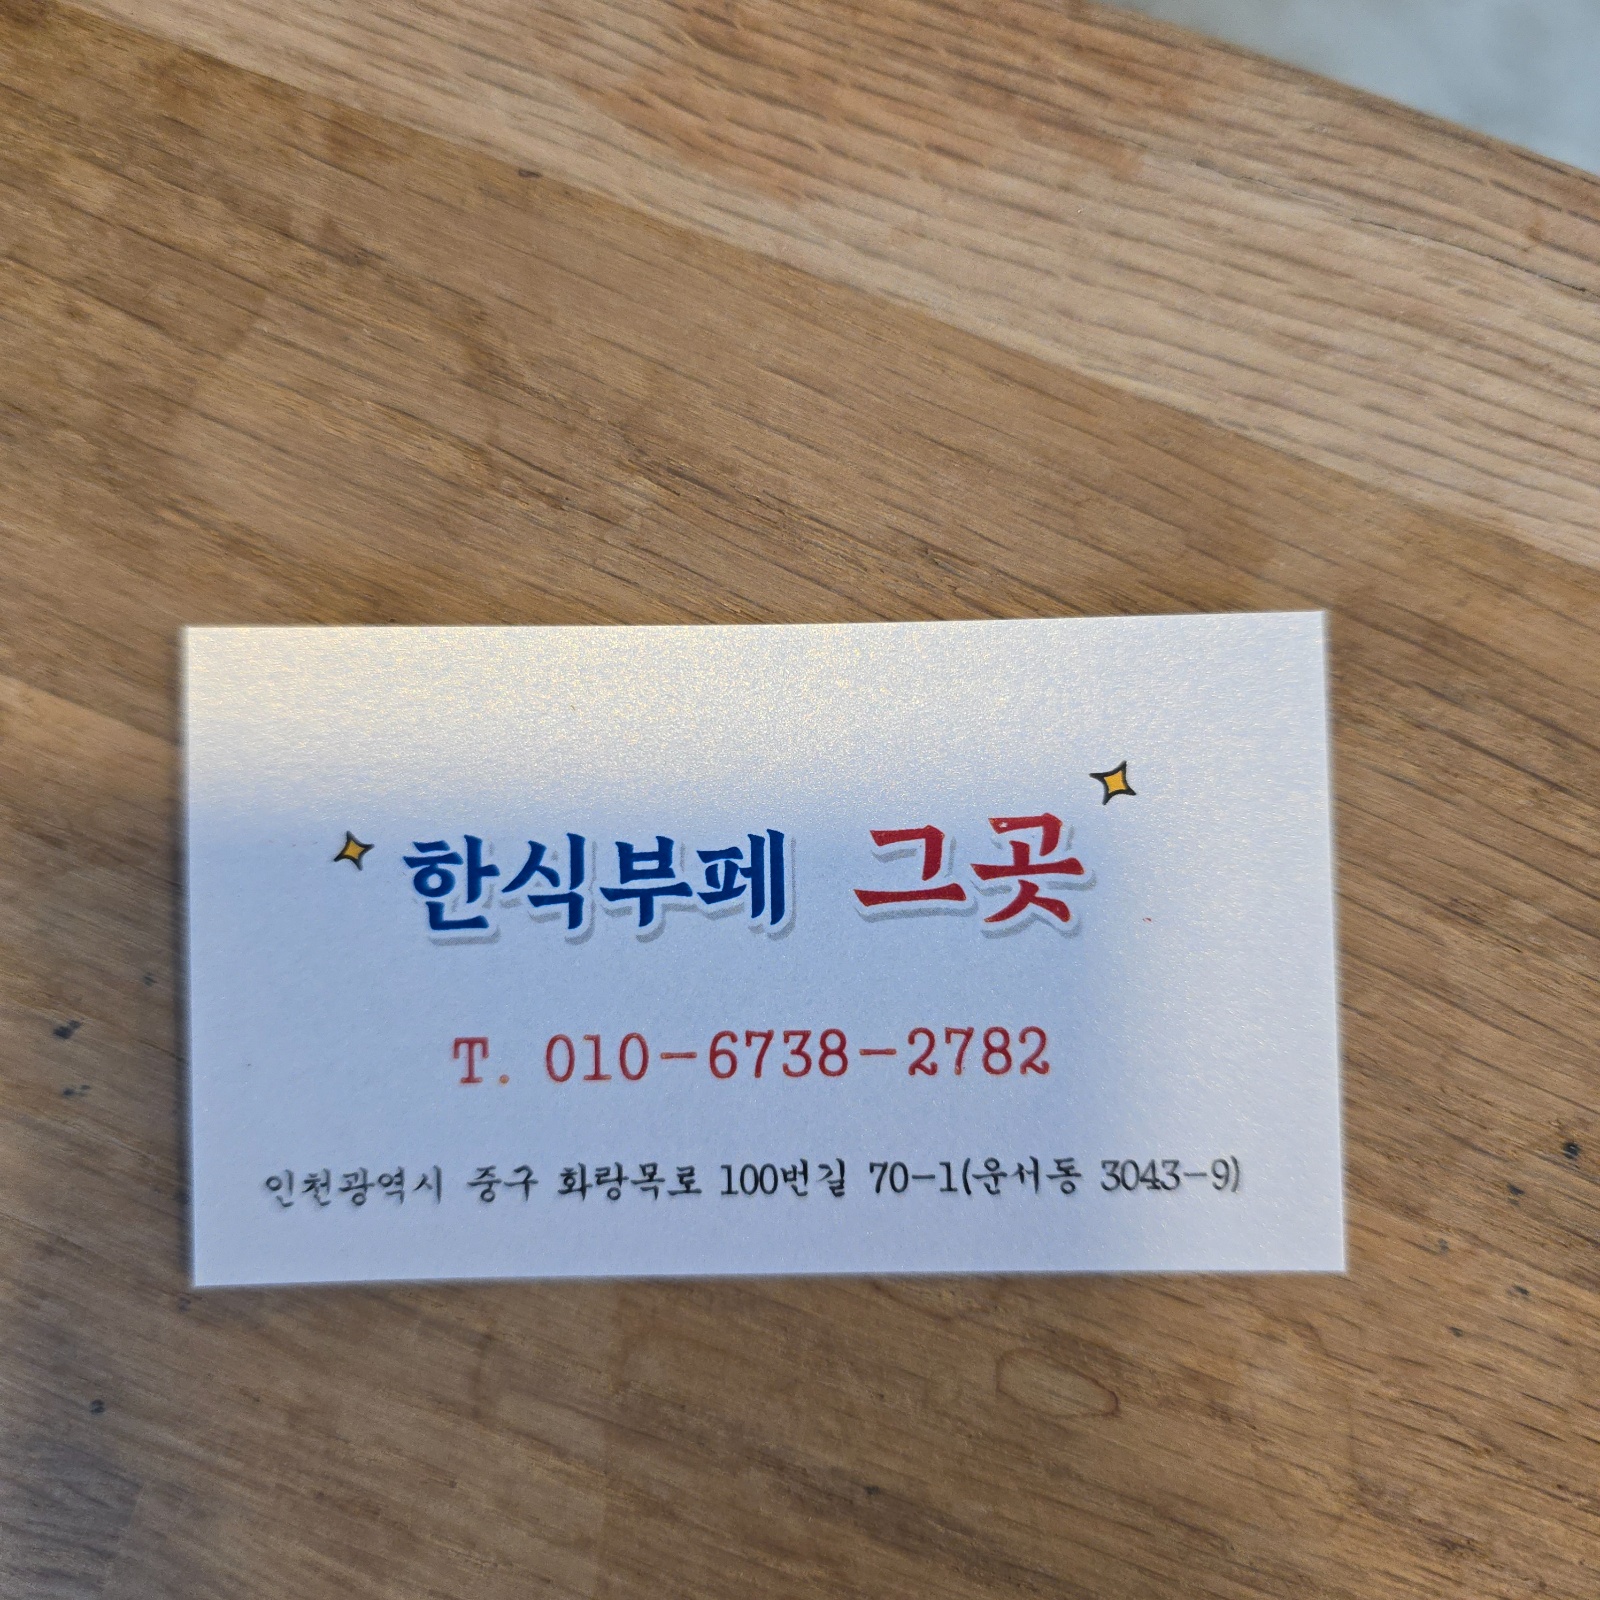 한식부페 그곳
T. 010-6738-2782
인천광역시 중구 화랑목로 100번길 70-1(운서동 3043-9)